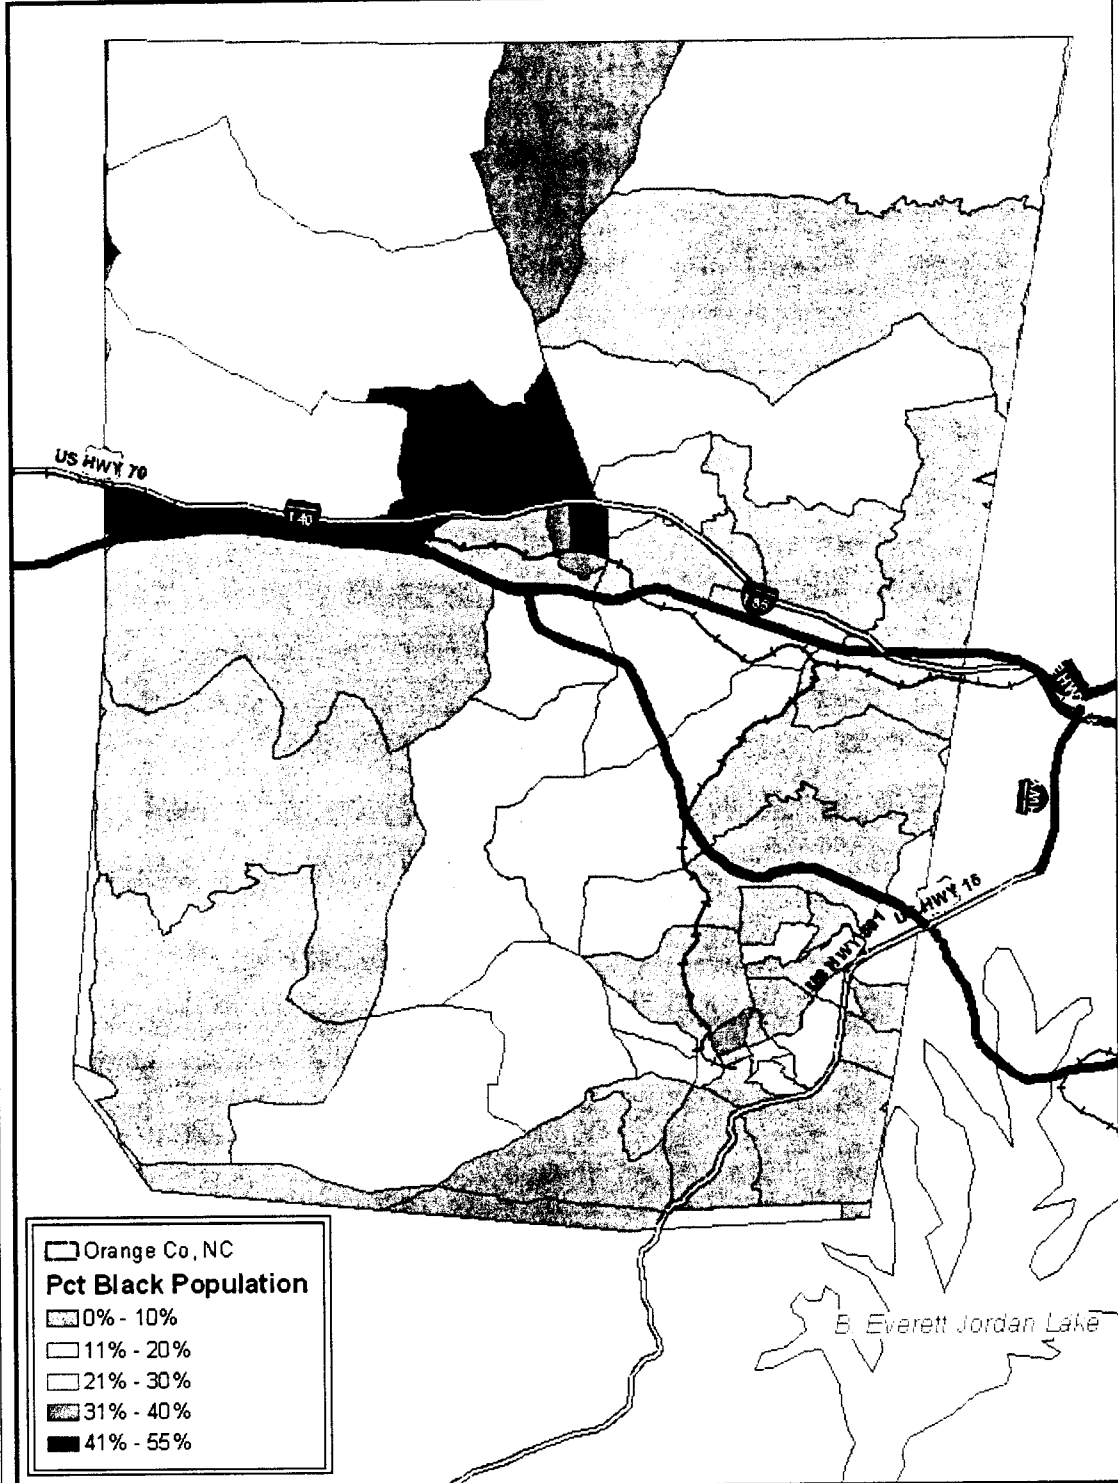 US HWY 70
I 40
I 85
US HWY 15
B. Everett Jordan Lake
Orange Co, NC
Pct Black Population
0% - 10%
11% - 20%
21% - 30%
31% - 40%
41% - 55%